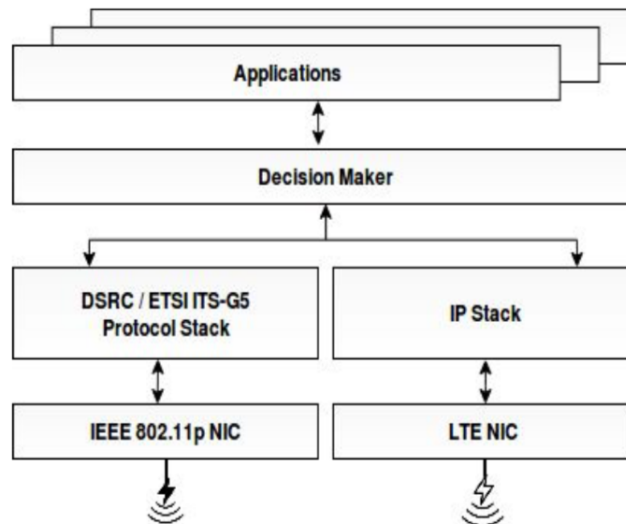 Applications
Decision Maker
DSRC / ETSI ITS-G5
Protocol Stack
IP Stack
IEEE 802.11p NIC
LTE NIC